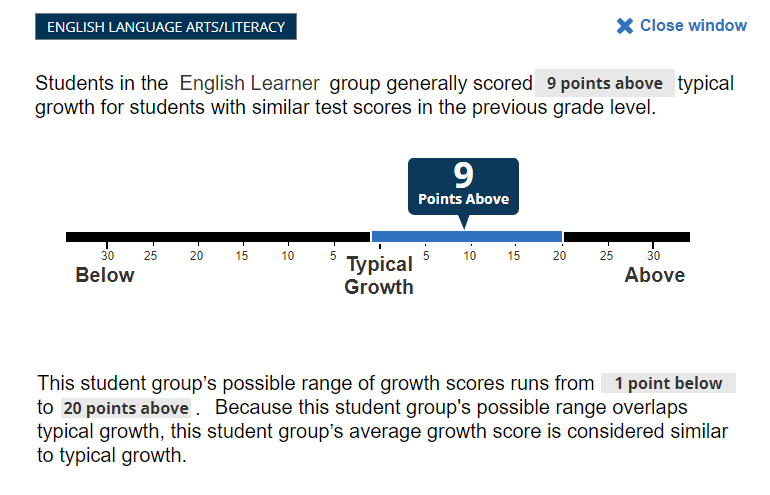 ENGLISH LANGUAGE ARTS/LITERACY
Close window
Students in the English Learner group generally scored 9 points above typical
growth for students with similar test scores in the previous grade level.
9
Points Above
30 25 20 15 10 5 5 10 15 20 25 30
Below Typical Growth Above
This student group’s possible range of growth scores runs from 1 point below
to 20 points above . Because this student group's possible range overlaps
typical growth, this student group’s average growth score is considered similar
to typical growth.